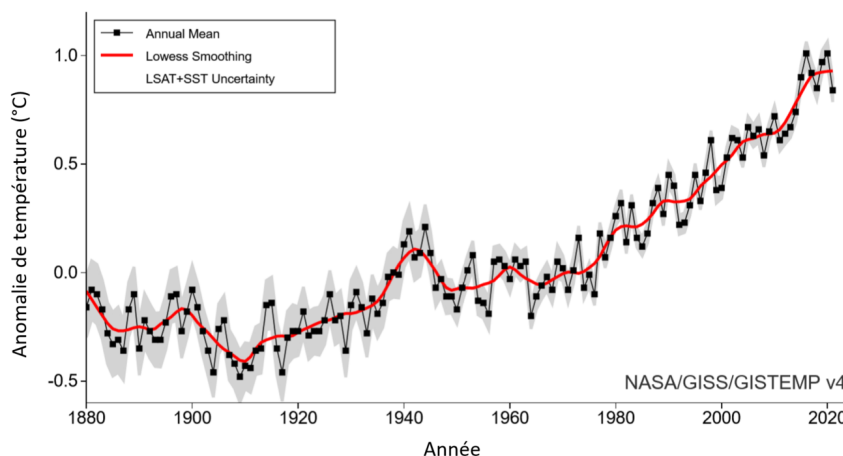 Annual Mean
Lowess Smoothing
LSAT+SST Uncertainty
Anomalie de température (°C)
1.0
0.5
0.0
-0.5
NASA/GISS/GISTEMP v4
1880 1900 1920 1940 1960 1980 2000 2020
Année